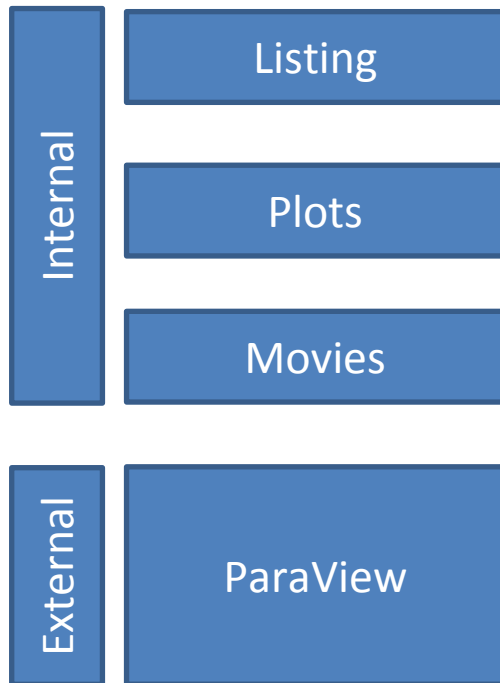 Internal
Listing
Plots
Movies
External
ParaView